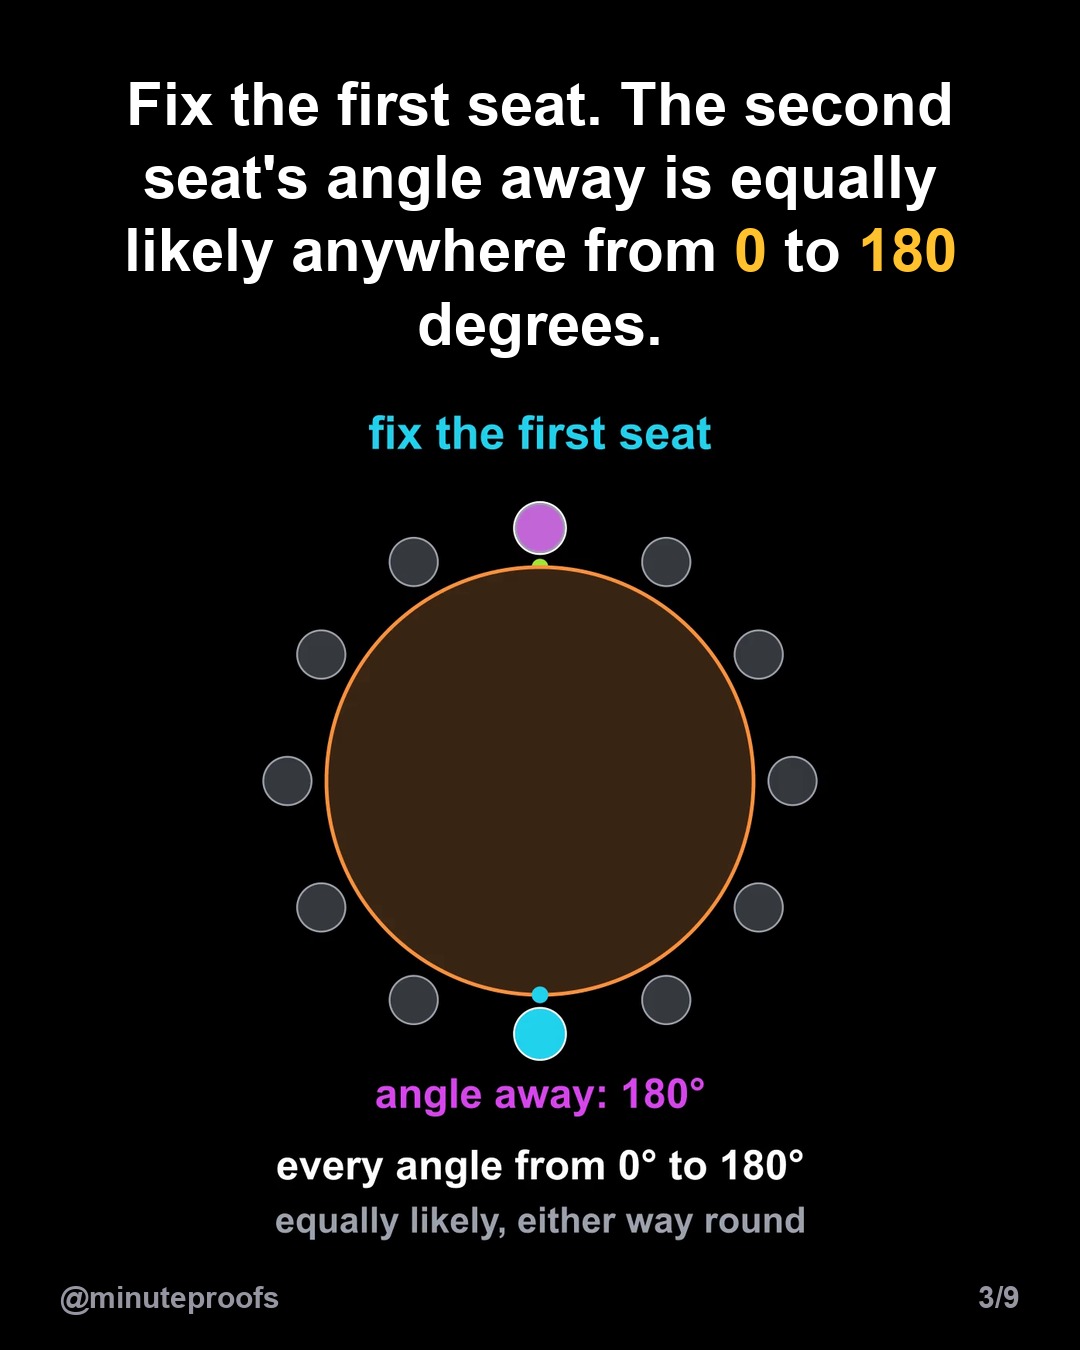 Fix the first seat. The second
seat's angle away is equally
likely anywhere from 0 to 180
degrees.
fix the first seat
angle away: 180°
every angle from 0° to 180°
equally likely, either way round
@minuteproofs
3/9